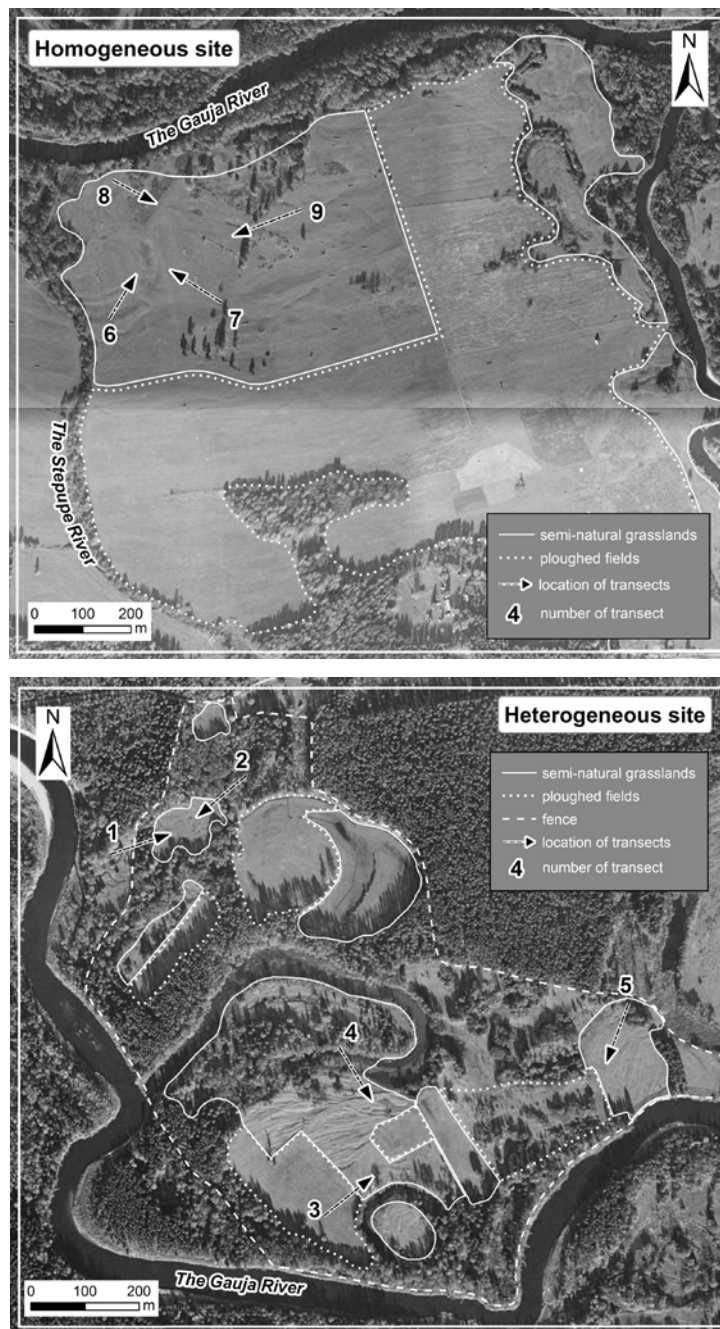 Homogeneous site
N
The Gauja River
8
9
6
7
The Stepupe River
semi-natural grasslands
ploughed fields
location of transects
4 number of transect
0 100 200
m
N
Heterogeneous site
semi-natural grasslands
ploughed fields
fence
location of transects
4 number of transect
2
1
5
4
3
The Gauja River
0 100 200
m